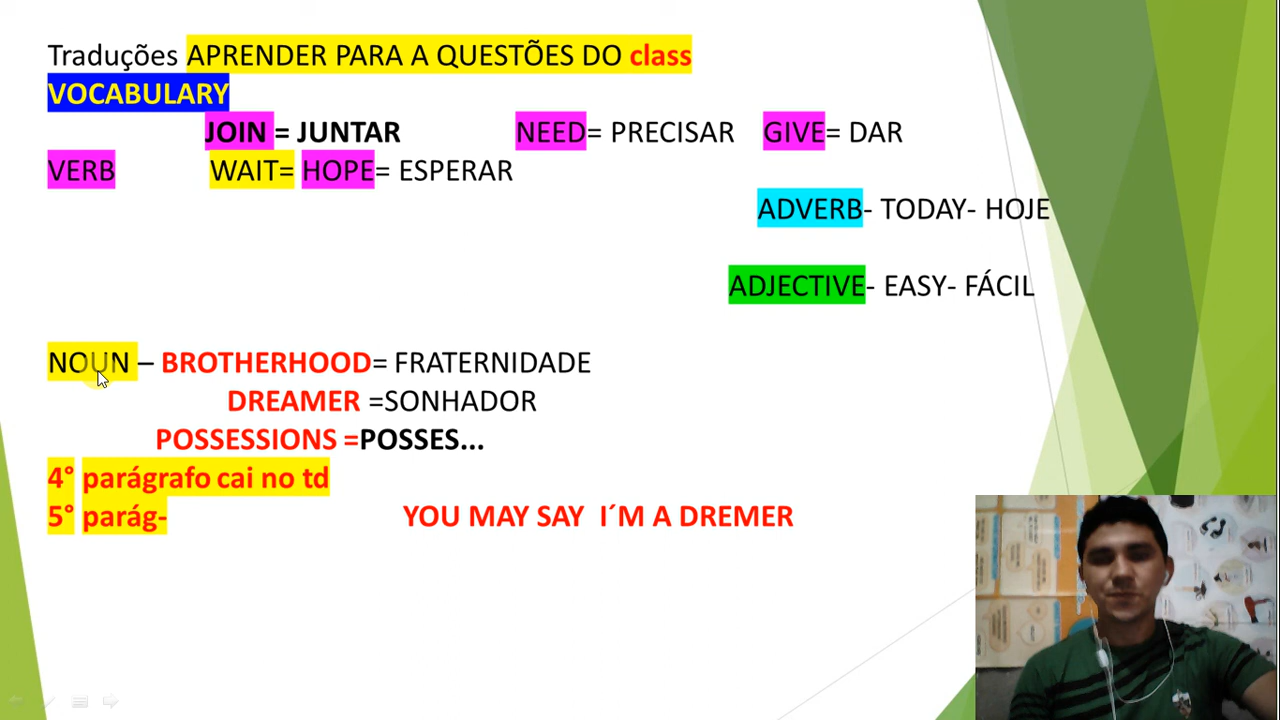 Traduções APRENDER PARA A QUESTÕES DO class
VOCABULARY
JOIN = JUNTAR NEED= PRECISAR GIVE= DAR
VERB WAIT= HOPE= ESPERAR
ADVERB- TODAY- HOJE
ADJECTIVE- EASY- FÁCIL
NOUN – BROTHERHOOD= FRATERNIDADE
DREAMER =SONHADOR
POSSESSIONS =POSSES...
4° parágrafo cai no td
5° parág- YOU MAY SAY I´M A DREMER